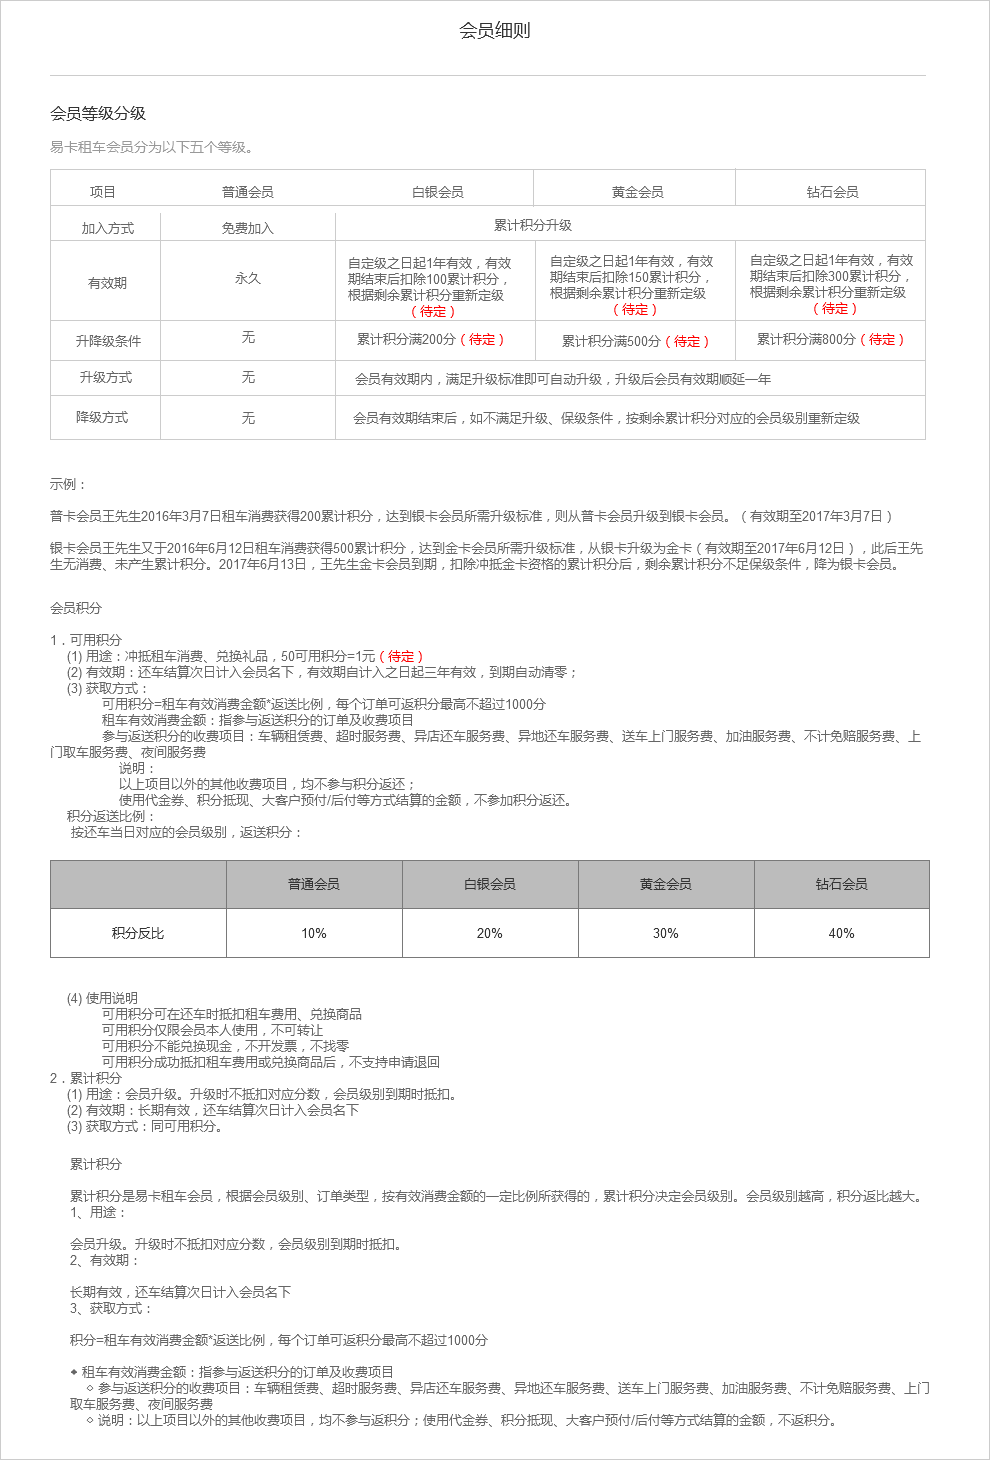 会员细则
会员等级分级
易卡租车会员分为以下五个等级。
项目 普通会员 白银会员 黄金会员 钻石会员
加入方式 免费加入 累计积分升级
有效期 永久
自定级之日起1年有效，有效
期结束后扣除100累计积分，
根据剩余累计积分重新定级
（待定）
自定级之日起1年有效，有效
期结束后扣除150累计积分，
根据剩余累计积分重新定级
（待定）
自定级之日起1年有效，有效
期结束后扣除300累计积分，
根据剩余累计积分重新定级
（待定）
升降级条件 无 累计积分满200分（待定） 累计积分满500分（待定） 累计积分满800分（待定）
升级方式 无 会员有效期内，满足升级标准即可自动升级，升级后会员有效期顺延一年
降级方式 无 会员有效期结束后，如不满足升级、保级条件，按剩余累计积分对应的会员级别重新定级
示例：
普卡会员王先生2016年3月7日租车消费获得200累计积分，达到银卡会员所需升级标准，则从普卡会员升级到银卡会员。（有效期至2017年3月7日）
银卡会员王先生又于2016年6月12日租车消费获得500累计积分，达到金卡会员所需升级标准，从银卡升级为金卡（有效期至2017年6月12日），此后王先
生无消费、未产生累计积分。2017年6月13日，王先生金卡会员到期，扣除冲抵金卡资格的累计积分后，剩余累计积分不足保级条件，降为银卡会员。
会员积分
1．可用积分
(1) 用途：冲抵租车消费、兑换礼品，50可用积分=1元（待定）
(2) 有效期：还车结算次日计入会员名下，有效期自计入之日起三年有效，到期自动清零；
(3) 获取方式：
可用积分=租车有效消费金额*返送比例，每个订单可返积分最高不超过1000分
租车有效消费金额：指参与返送积分的订单及收费项目
参与返送积分的收费项目：车辆租赁费、超时服务费、异店还车服务费、异地还车服务费、送车上门服务费、加油服务费、不计免赔服务费、上
门取车服务费、夜间服务费
说明：
以上项目以外的其他收费项目，均不参与积分返还；
使用代金券、积分抵现、大客户预付/后付等方式结算的金额，不参加积分返还。
积分返送比例：
按还车当日对应的会员级别，返送积分：
普通会员 白银会员 黄金会员 钻石会员
积分反比 10% 20% 30% 40%
(4) 使用说明
可用积分可在还车时抵扣租车费用、兑换商品
可用积分仅限会员本人使用，不可转让
可用积分不能兑换现金，不开发票，不找零
可用积分成功抵扣租车费用或兑换商品后，不支持申请退回
2．累计积分
(1) 用途：会员升级。升级时不抵扣对应分数，会员级别到期时抵扣。
(2) 有效期：长期有效，还车结算次日计入会员名下
(3) 获取方式：同可用积分。
累计积分
累计积分是易卡租车会员，根据会员级别、订单类型，按有效消费金额的一定比例所获得的，累计积分决定会员级别。会员级别越高，积分返比越大。
1、用途：
会员升级。升级时不抵扣对应分数，会员级别到期时抵扣。
2、有效期：
长期有效，还车结算次日计入会员名下
3、获取方式：
积分=租车有效消费金额*返送比例，每个订单可返积分最高不超过1000分
◆ 租车有效消费金额：指参与返送积分的订单及收费项目
◇ 参与返送积分的收费项目：车辆租赁费、超时服务费、异店还车服务费、异地还车服务费、送车上门服务费、加油服务费、不计免赔服务费、上门
取车服务费、夜间服务费
◇ 说明：以上项目以外的其他收费项目，均不参与返积分；使用代金券、积分抵现、大客户预付/后付等方式结算的金额，不返积分。